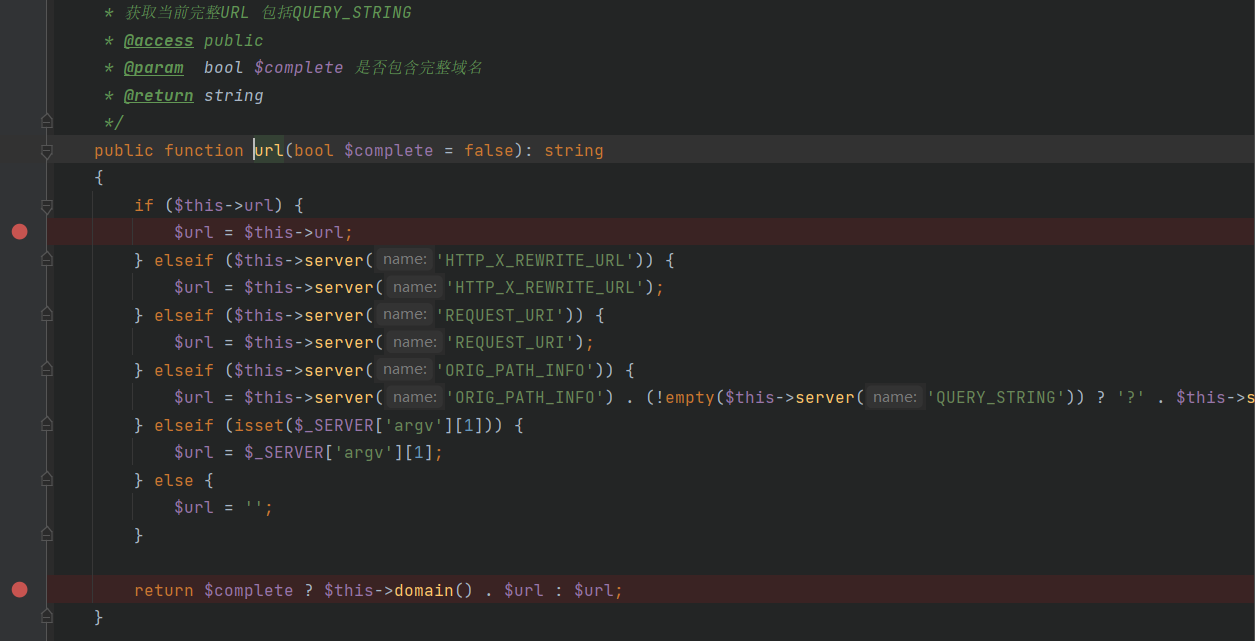 * 获取当前完整URL 包括QUERY_STRING
* @access public
* @param  bool $complete 是否包含完整域名
* @return string
*/
public function url(bool $complete = false): string
{
if ($this->url) {
$url = $this->url;
} elseif ($this->server( name: 'HTTP_X_REWRITE_URL')) {
$url = $this->server( name: 'HTTP_X_REWRITE_URL');
} elseif ($this->server( name: 'REQUEST_URI')) {
$url = $this->server( name: 'REQUEST_URI');
} elseif ($this->server( name: 'ORIG_PATH_INFO')) {
$url = $this->server( name: 'ORIG_PATH_INFO') . (!empty($this->server( name: 'QUERY_STRING')) ? '?' . $this->s
} elseif (isset($_SERVER['argv'][1])) {
$url = $_SERVER['argv'][1];
} else {
$url = '';
}
return $complete ? $this->domain() . $url : $url;
}